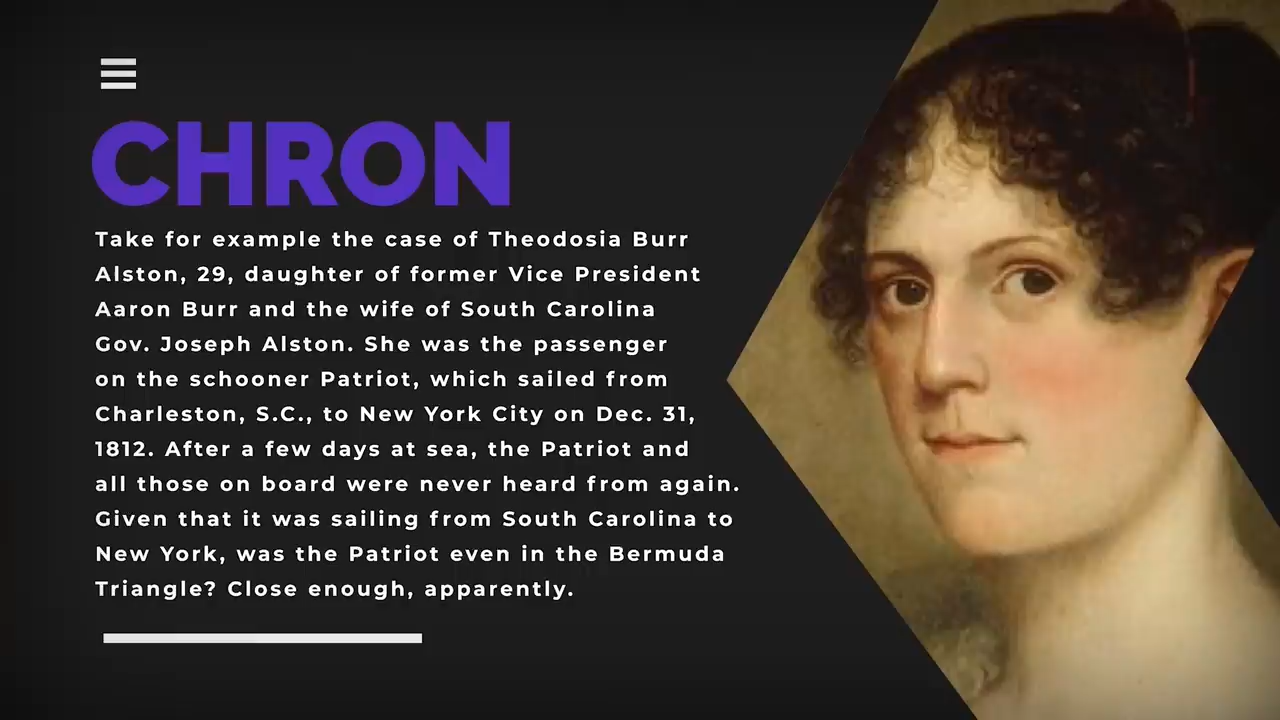 CHRON
Take for example the case of Theodosia Burr
Alston, 29, daughter of former Vice President
Aaron Burr and the wife of South Carolina
Gov. Joseph Alston. She was the passenger
on the schooner Patriot, which sailed from
Charleston, S.C., to New York City on Dec. 31,
1812. After a few days at sea, the Patriot and
all those on board were never heard from again.
Given that it was sailing from South Carolina to
New York, was the Patriot even in the Bermuda
Triangle? Close enough, apparently.